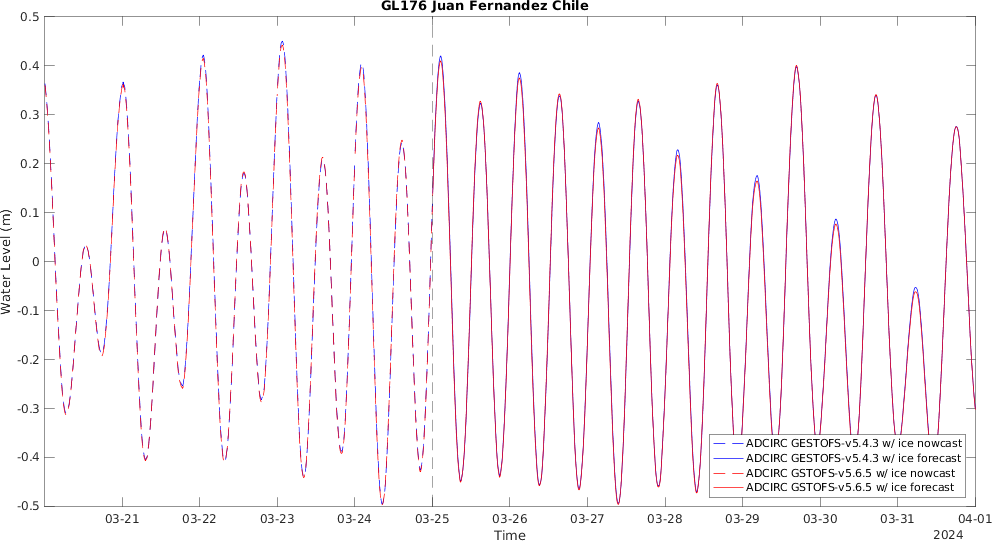 GL176 Juan Fernandez Chile
0.5
0.4
0.3
0.2
0.1
0
-0.1
-0.2
-0.3
-0.4
-0.5
Water Level (m)
ADCIRC GESTOFS-v5.4.3 w/ ice nowcast
ADCIRC GESTOFS-v5.4.3 w/ ice forecast
ADCIRC GSTOFS-v5.6.5 w/ ice nowcast
ADCIRC GSTOFS-v5.6.5 w/ ice forecast
03-21 03-22 03-23 03-24 03-25 03-26 03-27 03-28 03-29 03-30 03-31 04-01
Time 2024